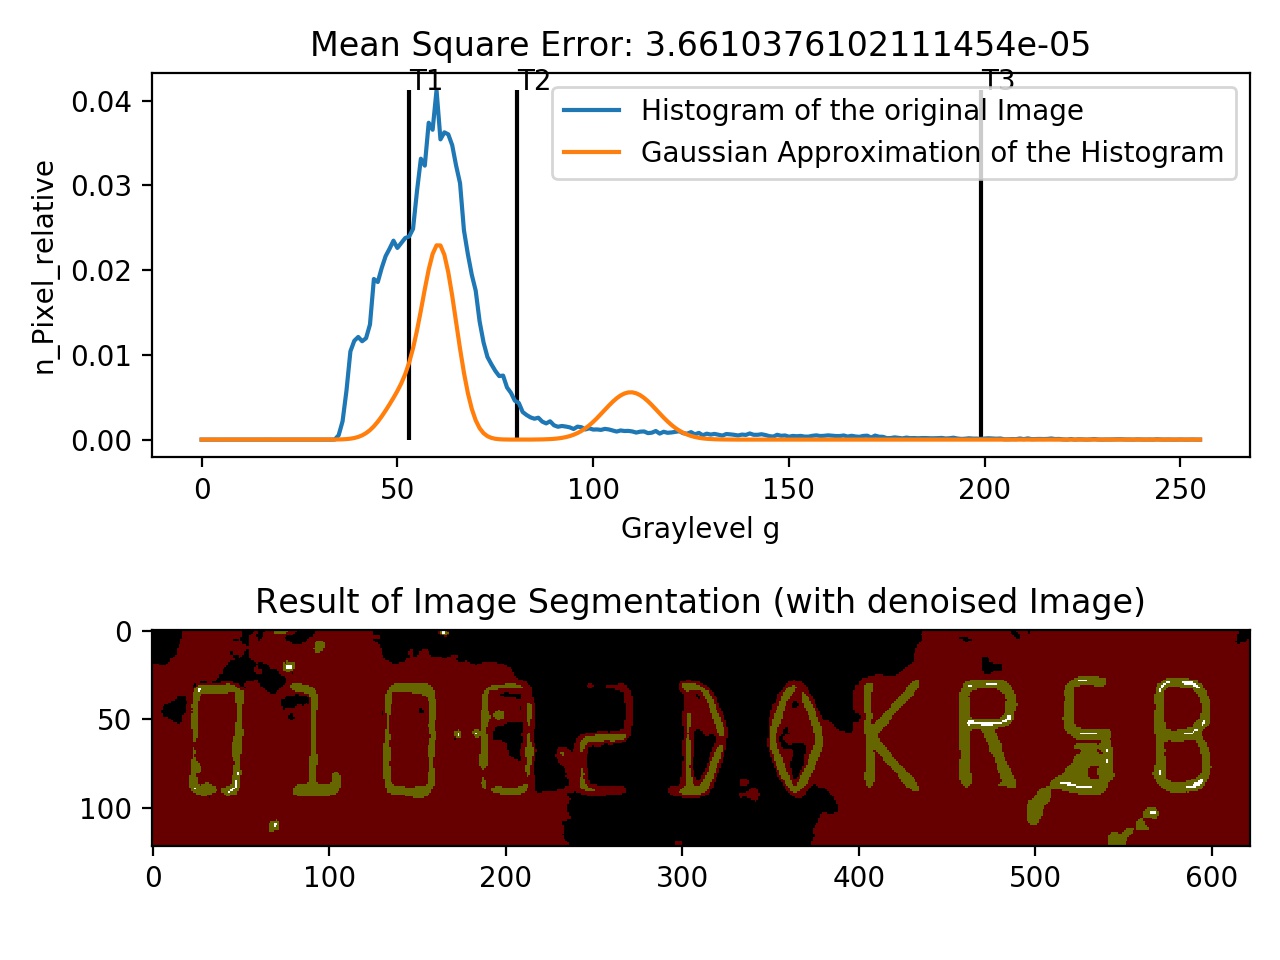 Mean Square Error: 3.6610376102111454e-05
T1 T2 T3
Histogram of the original Image
Gaussian Approximation of the Histogram
n_Pixel_relative
0.04
0.03
0.02
0.01
0.00
0 50 100 150 200 250
Graylevel g
Result of Image Segmentation (with denoised Image)
0
50
100
0 100 200 300 400 500 600